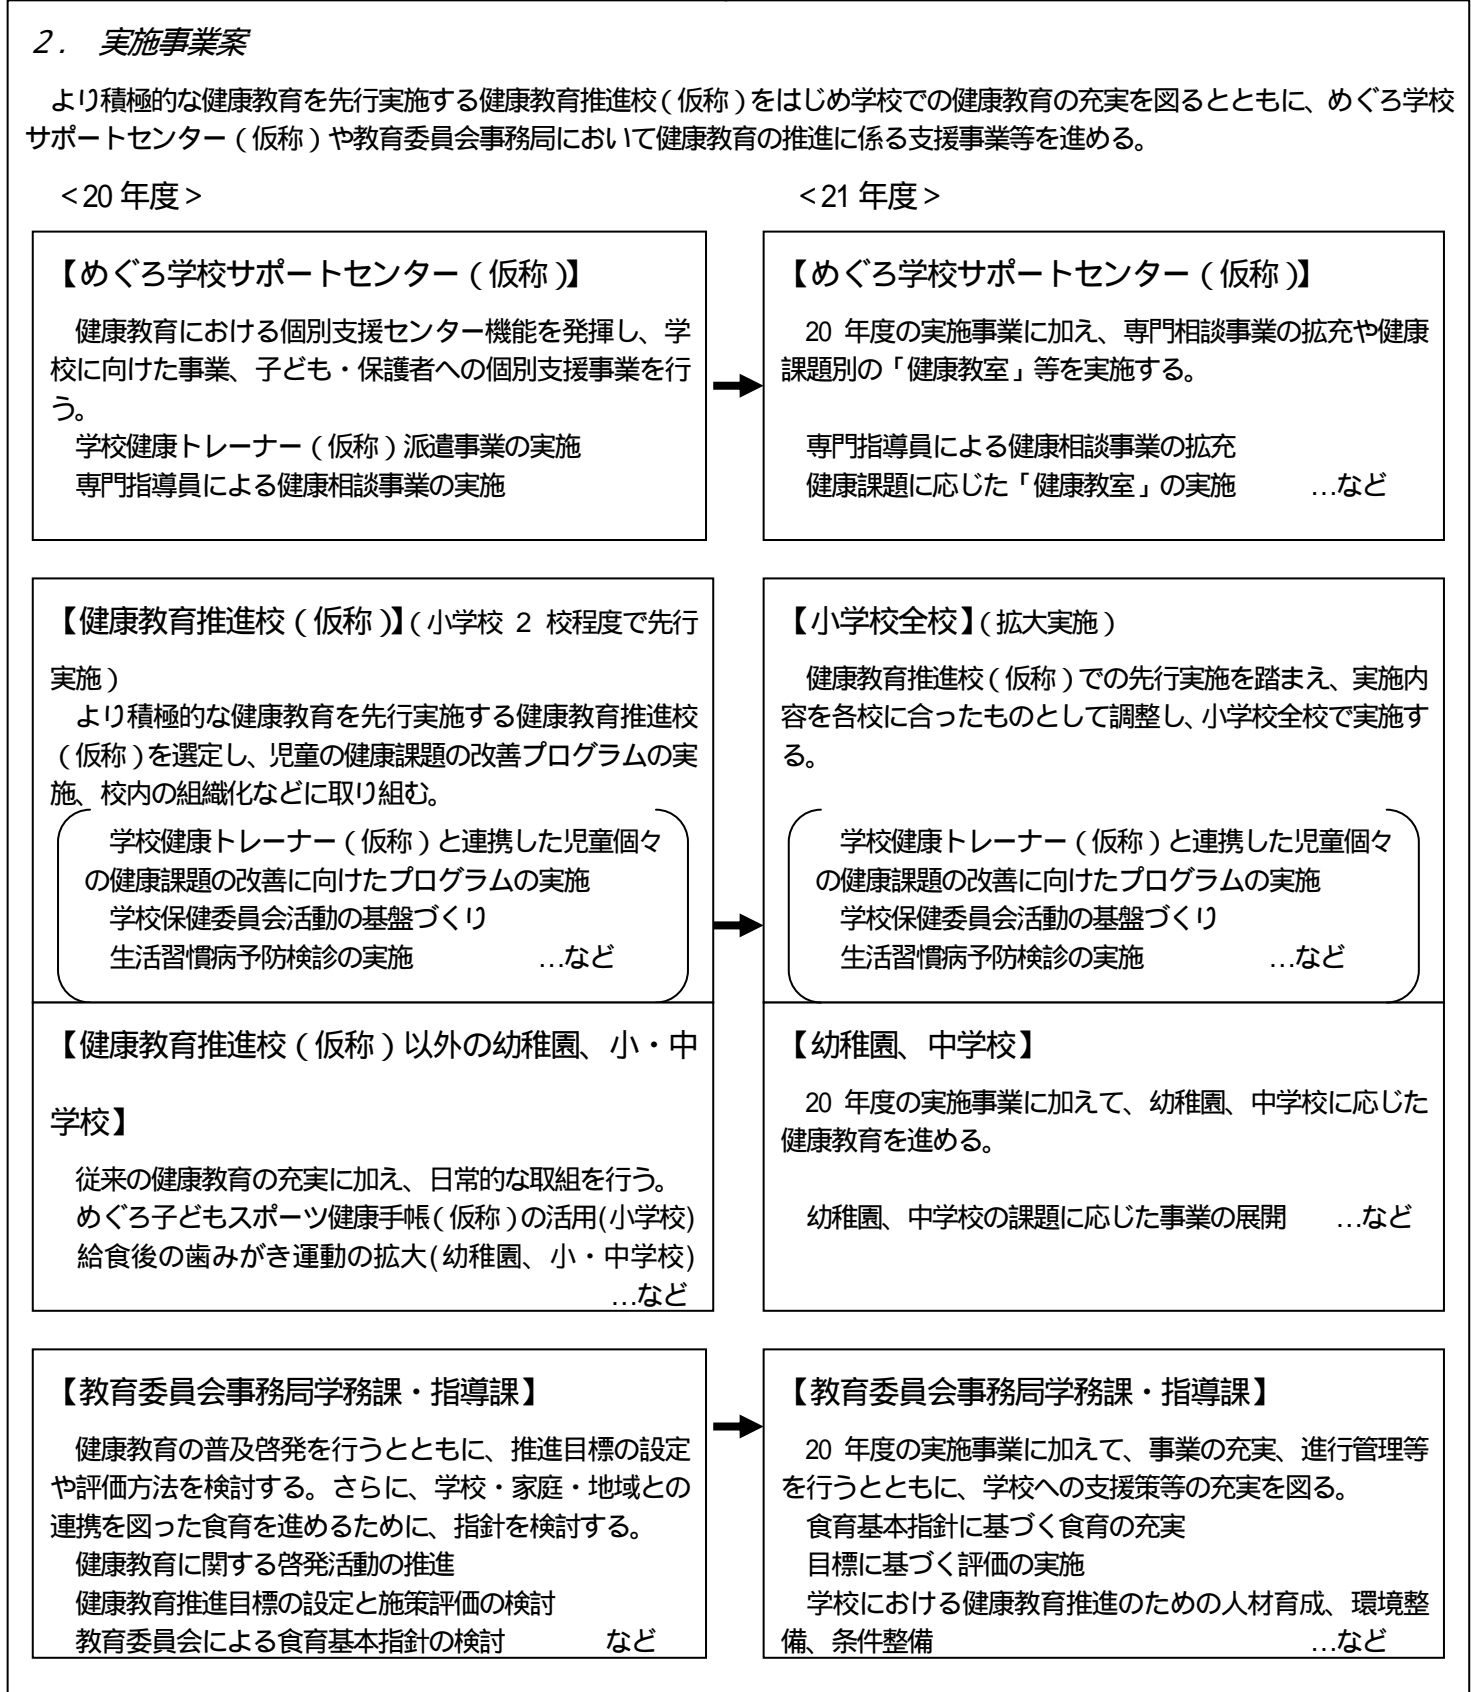 ２． 実施事業案
より積極的な健康教育を先行実施する健康教育推進校（仮称）をはじめ学校での健康教育の充実を図るとともに、めぐろ学校
サポートセンター（仮称）や教育委員会事務局において健康教育の推進に係る支援事業等を進める。
＜20 年度＞
【めぐろ学校サポートセンター（仮称）】
健康教育における個別支援センター機能を発揮し、学
校に向けた事業、子ども・保護者への個別支援事業を行
う。
学校健康トレーナー（仮称）派遣事業の実施
専門指導員による健康相談事業の実施
【健康教育推進校（仮称）】（小学校 2 校程度で先行
実施）
より積極的な健康教育を先行実施する健康教育推進校
（仮称）を選定し、児童の健康課題の改善プログラムの実
施、校内の組織化などに取り組む。
学校健康トレーナー（仮称）と連携した児童個々
の健康課題の改善に向けたプログラムの実施
学校保健委員会活動の基盤づくり
生活習慣病予防検診の実施 …など
【健康教育推進校（仮称）以外の幼稚園、小・中
学校】
従来の健康教育の充実に加え、日常的な取組を行う。
めぐろ子どもスポーツ健康手帳（仮称）の活用(小学校)
給食後の歯みがき運動の拡大(幼稚園、小・中学校)
…など
【教育委員会事務局学務課・指導課】
健康教育の普及啓発を行うとともに、推進目標の設定
や評価方法を検討する。さらに、学校・家庭・地域との
連携を図った食育を進めるために、指針を検討する。
健康教育に関する啓発活動の推進
健康教育推進目標の設定と施策評価の検討
教育委員会による食育基本指針の検討 など
＜21 年度＞
【めぐろ学校サポートセンター（仮称）】
20 年度の実施事業に加え、専門相談事業の拡充や健康
課題別の「健康教室」等を実施する。
専門指導員による健康相談事業の拡充
健康課題に応じた「健康教室」の実施 …など
【小学校全校】（拡大実施）
健康教育推進校（仮称）での先行実施を踏まえ、実施内
容を各校に合ったものとして調整し、小学校全校で実施す
る。
学校健康トレーナー（仮称）と連携した児童個々
の健康課題の改善に向けたプログラムの実施
学校保健委員会活動の基盤づくり
生活習慣病予防検診の実施 …など
【幼稚園、中学校】
20 年度の実施事業に加えて、幼稚園、中学校に応じた
健康教育を進める。
幼稚園、中学校の課題に応じた事業の展開 …など
【教育委員会事務局学務課・指導課】
20 年度の実施事業に加えて、事業の充実、進行管理等
を行うとともに、学校への支援策等の充実を図る。
食育基本指針に基づく食育の充実
目標に基づく評価の実施
学校における健康教育推進のための人材育成、環境整
備、条件整備 …など